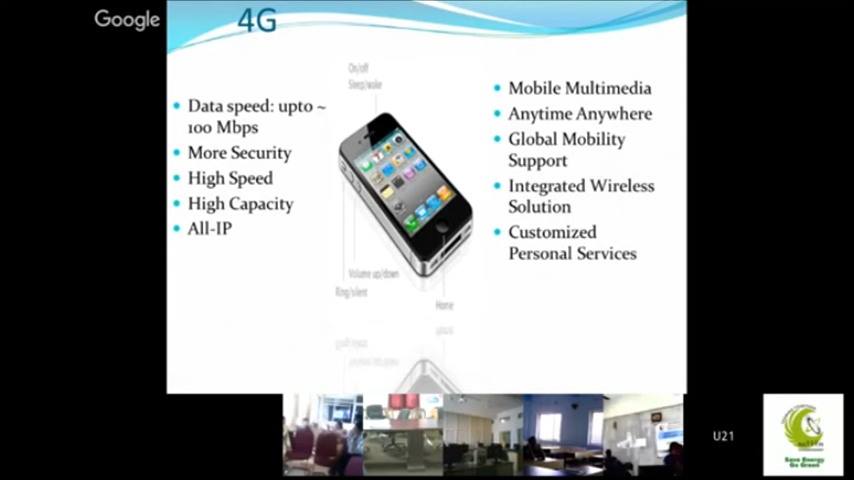 Google
4G
On/off
Sleep/wake
Data speed: upto ~
100 Mbps
More Security
High Speed
High Capacity
All-IP
Mobile Multimedia
Anytime Anywhere
Global Mobility
Support
Integrated Wireless
Solution
Customized
Personal Services
Volume up/down
Ring/silent
Home
U21
Save Energy
Go Green